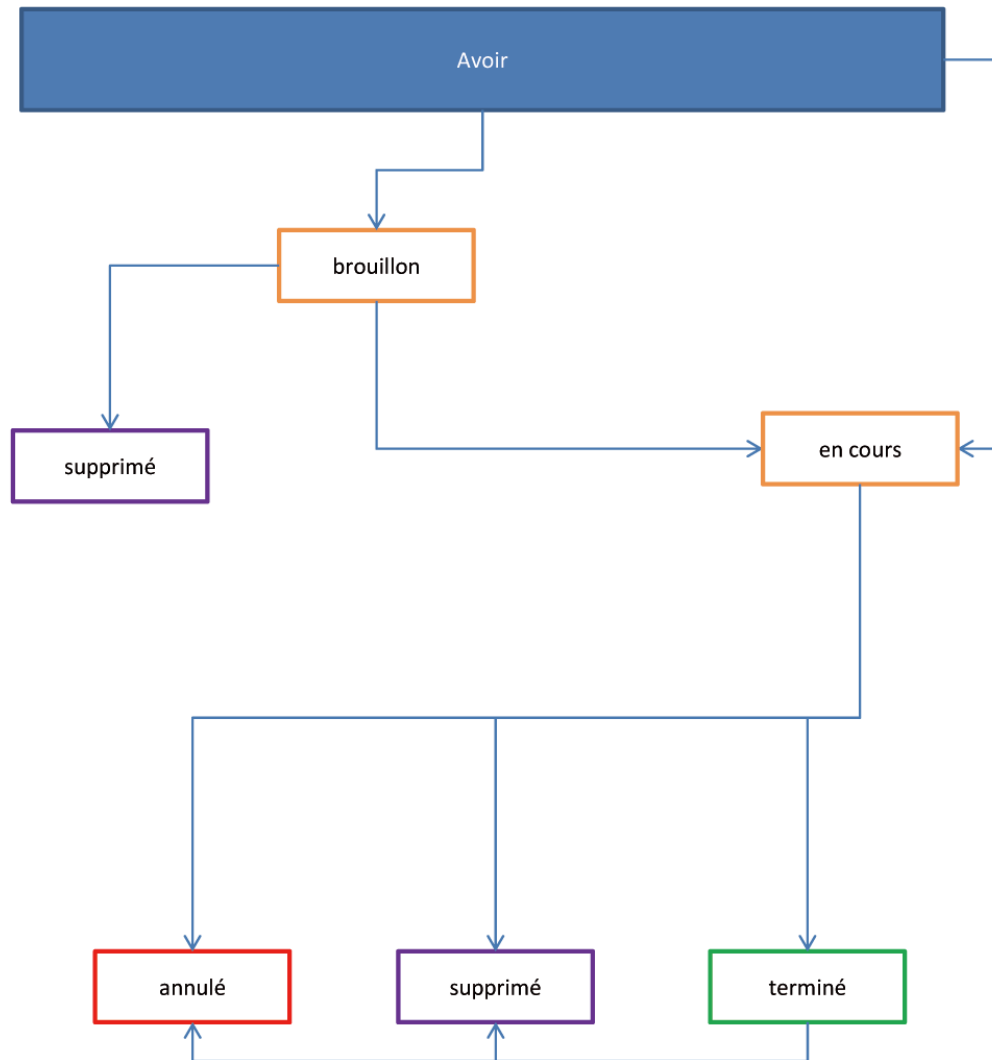 Avoir
brouillon
supprimé
en cours
annulé
supprimé
terminé